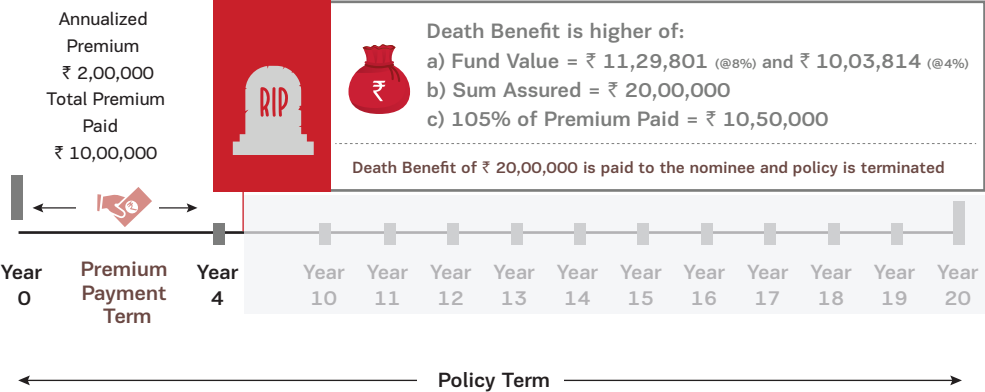 Annualized
Premium
₹ 2,00,000
Total Premium
Paid
₹ 10,00,000
RIP
₹
Death Benefit is higher of:
a) Fund Value = ₹ 11,29,801 (@8%) and ₹ 10,03,814 (@4%)
b) Sum Assured = ₹ 20,00,000
c) 105% of Premium Paid = ₹ 10,50,000
Death Benefit of ₹ 20,00,000 is paid to the nominee and policy is terminated
₹
Year
0
Premium
Payment
Term
Year
4
Year
10
Year
11
Year
12
Year
13
Year
14
Year
15
Year
16
Year
17
Year
18
Year
19
Year
20
Policy Term